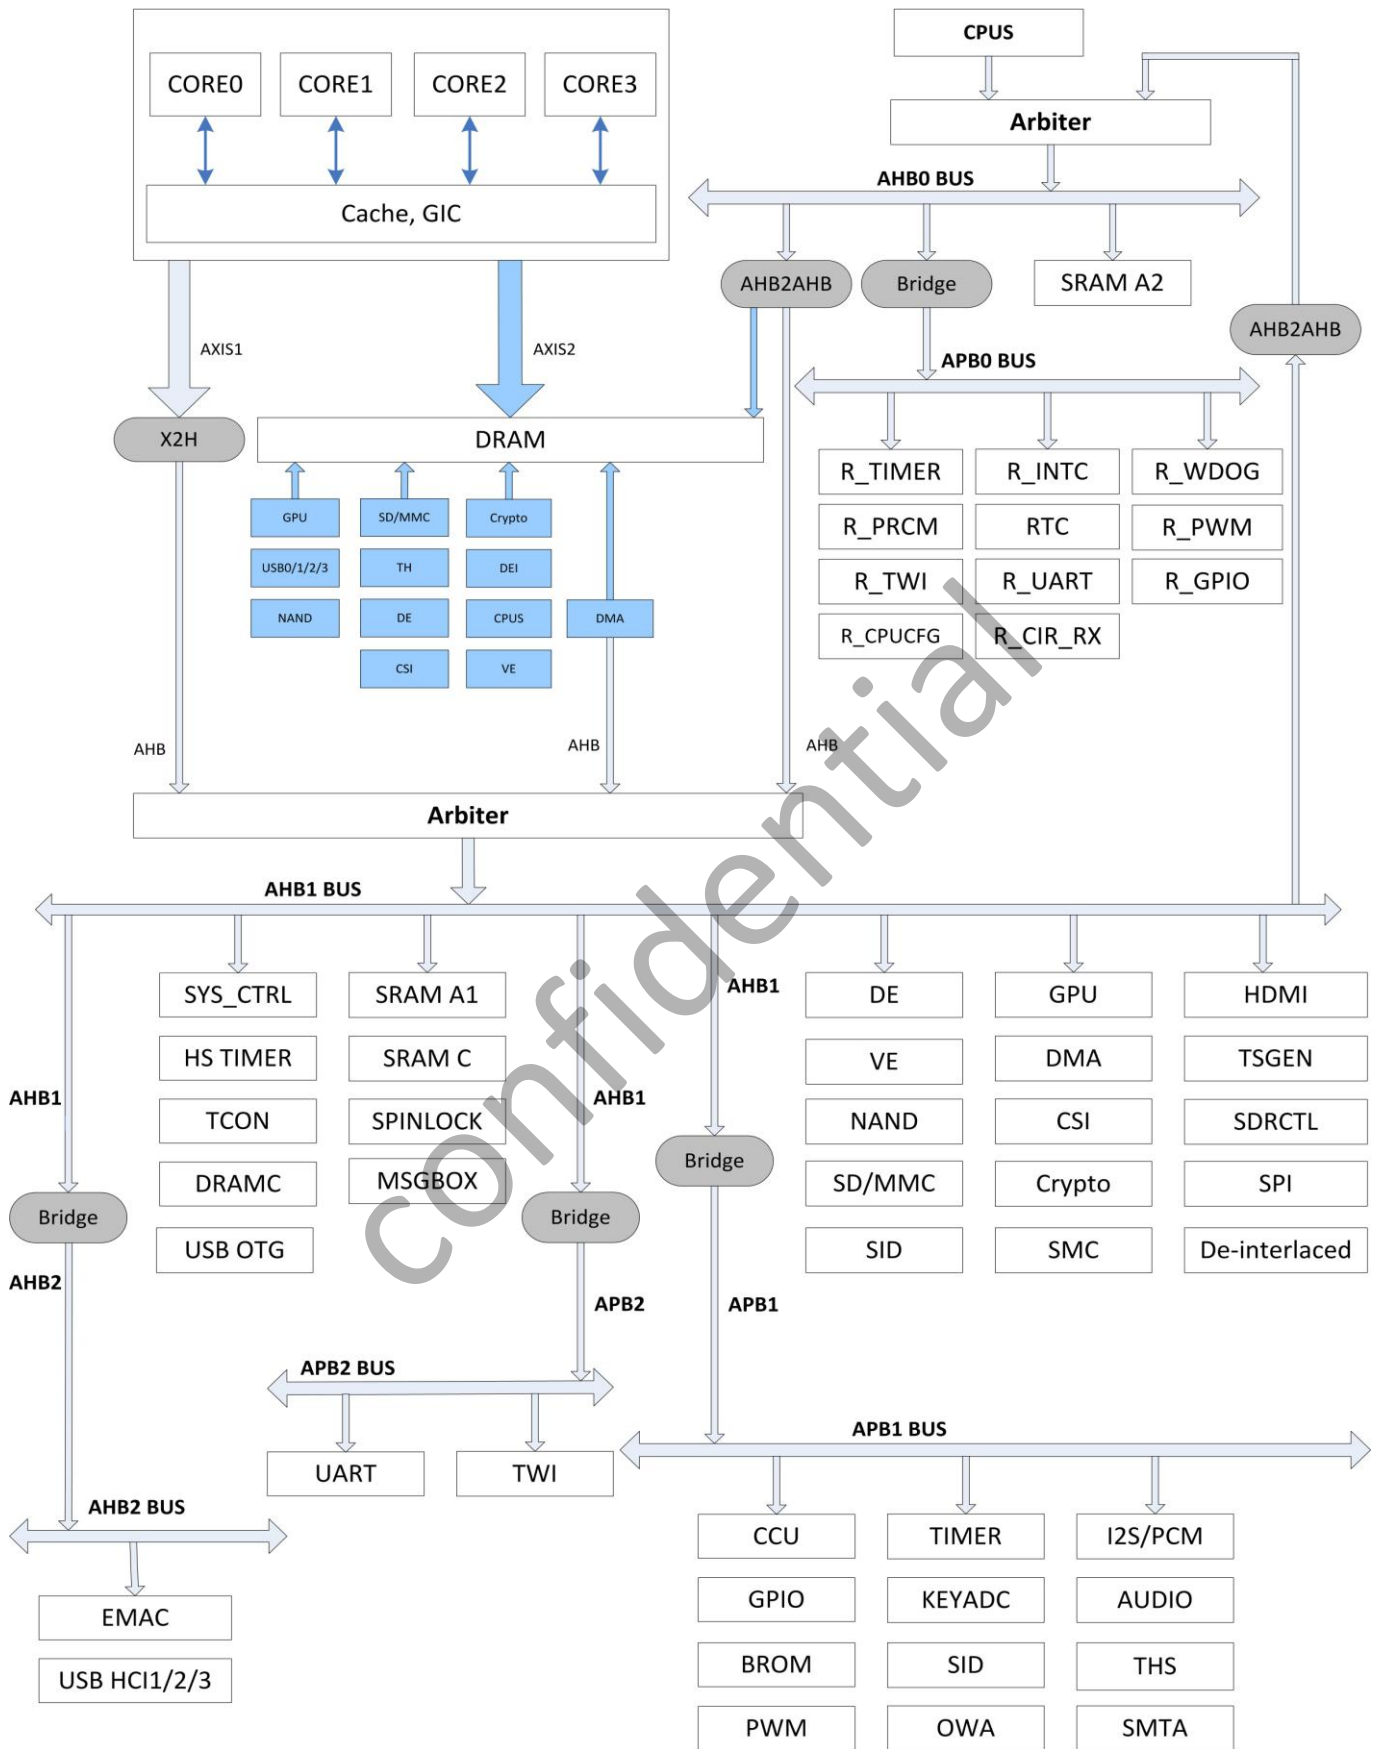 CPUS
CORE0
CORE1
CORE2
CORE3
Arbiter
AHB0 BUS
Cache, GIC
AHB2AHB
Bridge
SRAM A2
AHB2AHB
AXIS1
AXIS2
APB0 BUS
X2H
DRAM
R_TIMER
R_INTC
R_WDOG
GPU
SD/MMC
Crypto
R_PRCM
RTC
R_PWM
USB0/1/2/3
TH
DEI
R_TWI
R_UART
R_GPIO
NAND
DE
CPUS
DMA
R_CPUCFG
R_CIR_RX
CSI
VE
AHB
AHB
AHB
Arbiter
confidential
AHB1 BUS
SYS_CTRL
SRAM A1
AHB1
DE
GPU
HDMI
HS TIMER
SRAM C
VE
DMA
TSGEN
AHB1
AHB1
TCON
SPINLOCK
NAND
CSI
SDRCTL
Bridge
DRAMC
MSGBOX
SD/MMC
Crypto
SPI
Bridge
Bridge
USB OTG
SID
SMC
De-interlaced
AHB2
APB2
APB1
APB2 BUS
APB1 BUS
UART
TWI
AHB2 BUS
CCU
TIMER
I2S/PCM
EMAC
GPIO
KEYADC
AUDIO
USB HCI1/2/3
BROM
SID
THS
PWM
OWA
SMTA